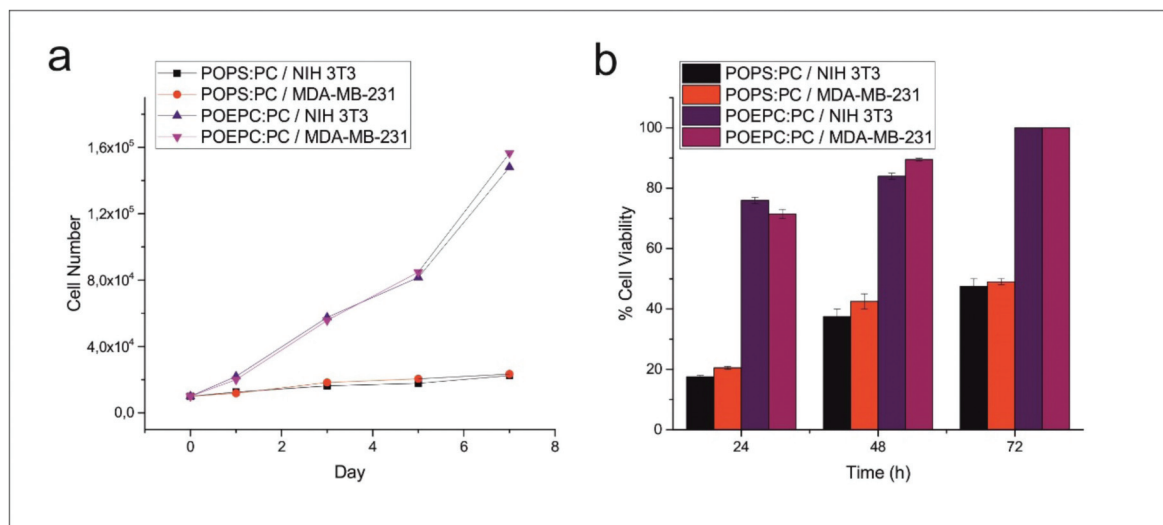 a
POPS:PC / NIH 3T3
POPS:PC / MDA-MB-231
POEPC:PC / NIH 3T3
POEPC:PC / MDA-MB-231
1,6x10⁵
1,2x10⁵
8,0x10⁴
4,0x10⁴
0,0
Cell Number
0 2 4 6 8
Day
b
POPS:PC / NIH 3T3
POPS:PC / MDA-MB-231
POEPC:PC / NIH 3T3
POEPC:PC / MDA-MB-231
100
80
60
40
20
0
% Cell Viability
24 48 72
Time (h)